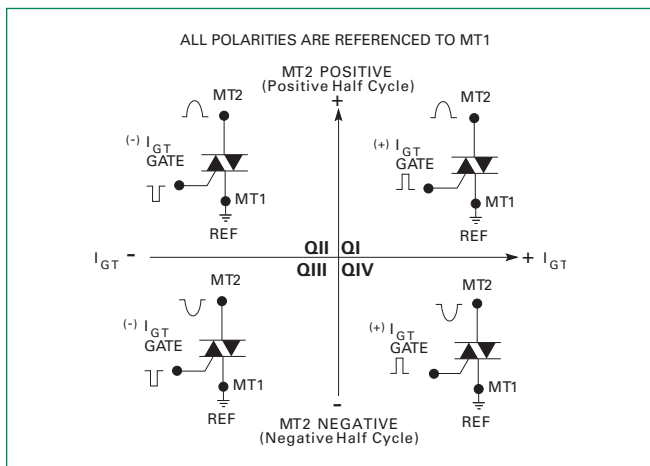 ALL POLARITIES ARE REFERENCED TO MT1
MT2 POSITIVE
(Positive Half Cycle)
+
MT2
(-) IGT
GATE
MT1
REF
MT2
(+) IGT
GATE
MT1
REF
IGT -
QII QI
QIII QIV
+ IGT
MT2
(-) IGT
GATE
MT1
REF
MT2
(+) IGT
GATE
MT1
REF
-
MT2 NEGATIVE
(Negative Half Cycle)